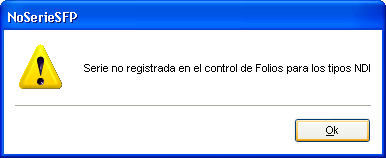 NoSerieSFP
Serie no registrada en el control de Folios para los tipos NDI
Ok